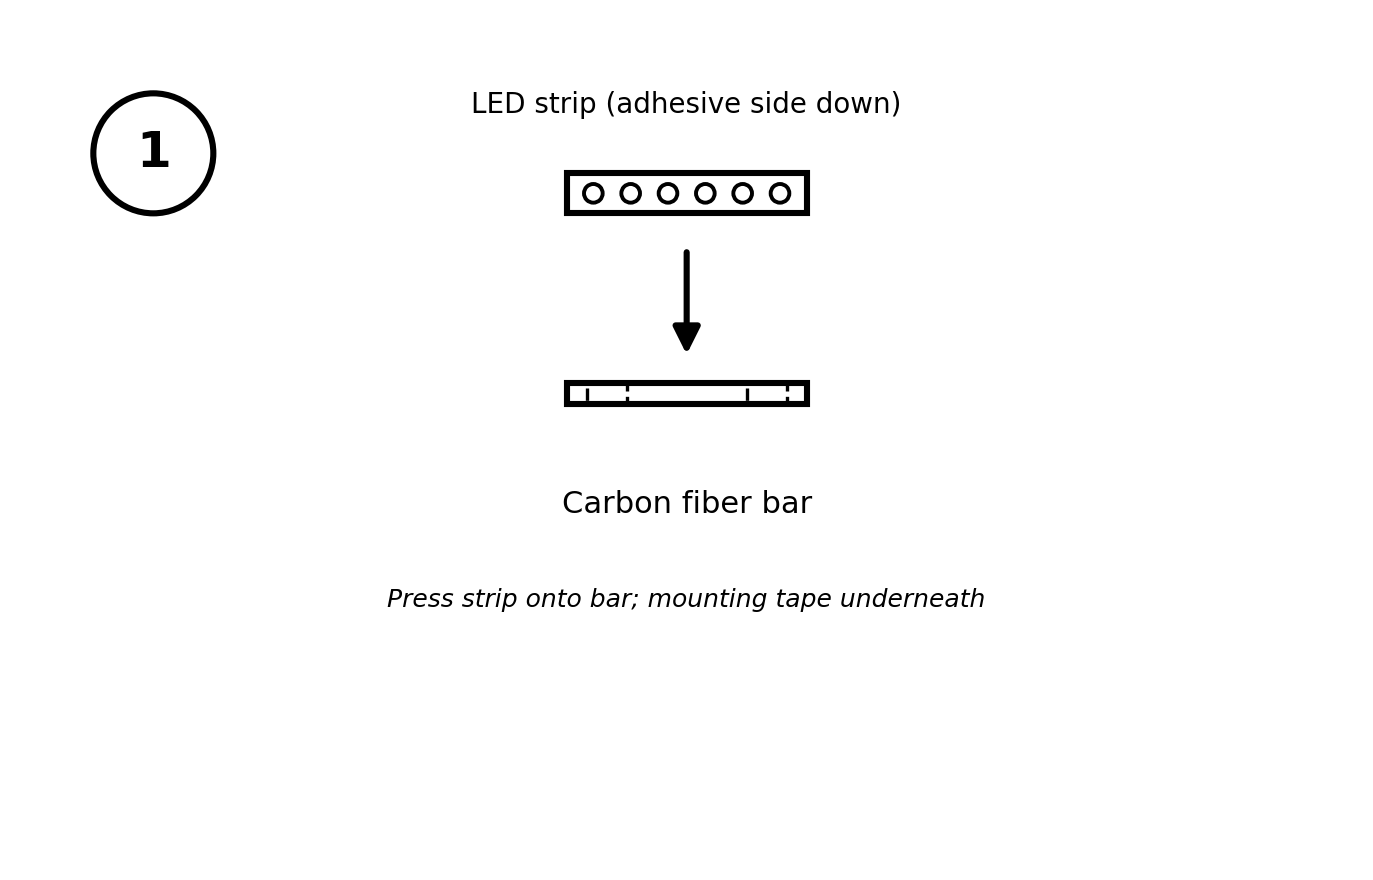 1
LED strip (adhesive side down)
Carbon fiber bar
Press strip onto bar; mounting tape underneath